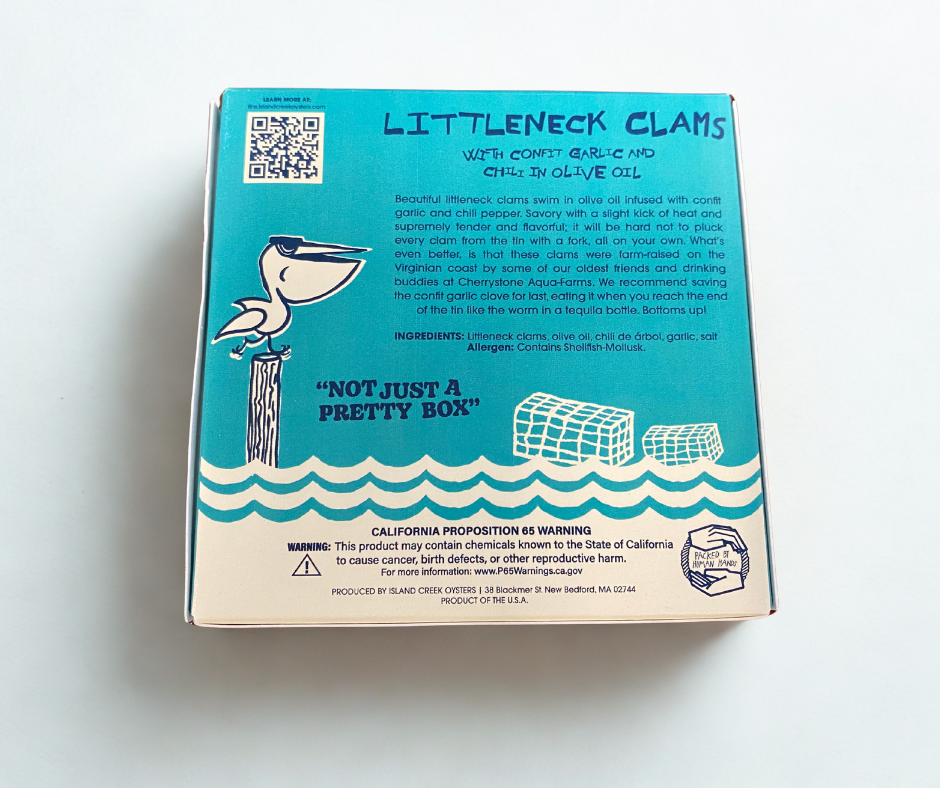 LEARN MORE AT:
tins.islandcreekoysters.com
LITTLENECK CLAMS
WITH CONFIT GARLIC AND
CHILI IN OLIVE OIL
Beautiful littleneck clams swim in olive oil infused with confit
garlic and chili pepper. Savory with a slight kick of heat and
supremely tender and flavorful; it will be hard not to pluck
every clam from the tin with a fork, all on your own. What's
even better, is that these clams were farm-raised on the
Virginian coast by some of our oldest friends and drinking
buddies at Cherrystone Aqua-Farms. We recommend saving
the confit garlic clove for last, eating it when you reach the end
of the tin like the worm in a tequila bottle. Bottoms up!
INGREDIENTS: Littleneck clams, olive oil, chili de árbol, garlic, salt
Allergen: Contains Shellfish-Mollusk.
“NOT JUST A
PRETTY BOX”
CALIFORNIA PROPOSITION 65 WARNING
WARNING: This product may contain chemicals known to the State of California
to cause cancer, birth defects, or other reproductive harm.
For more information: www.P65Warnings.ca.gov
PACKED BY
HUMAN HANDS
PRODUCED BY ISLAND CREEK OYSTERS | 38 Blackmer St. New Bedford, MA 02744
PRODUCT OF THE U.S.A.